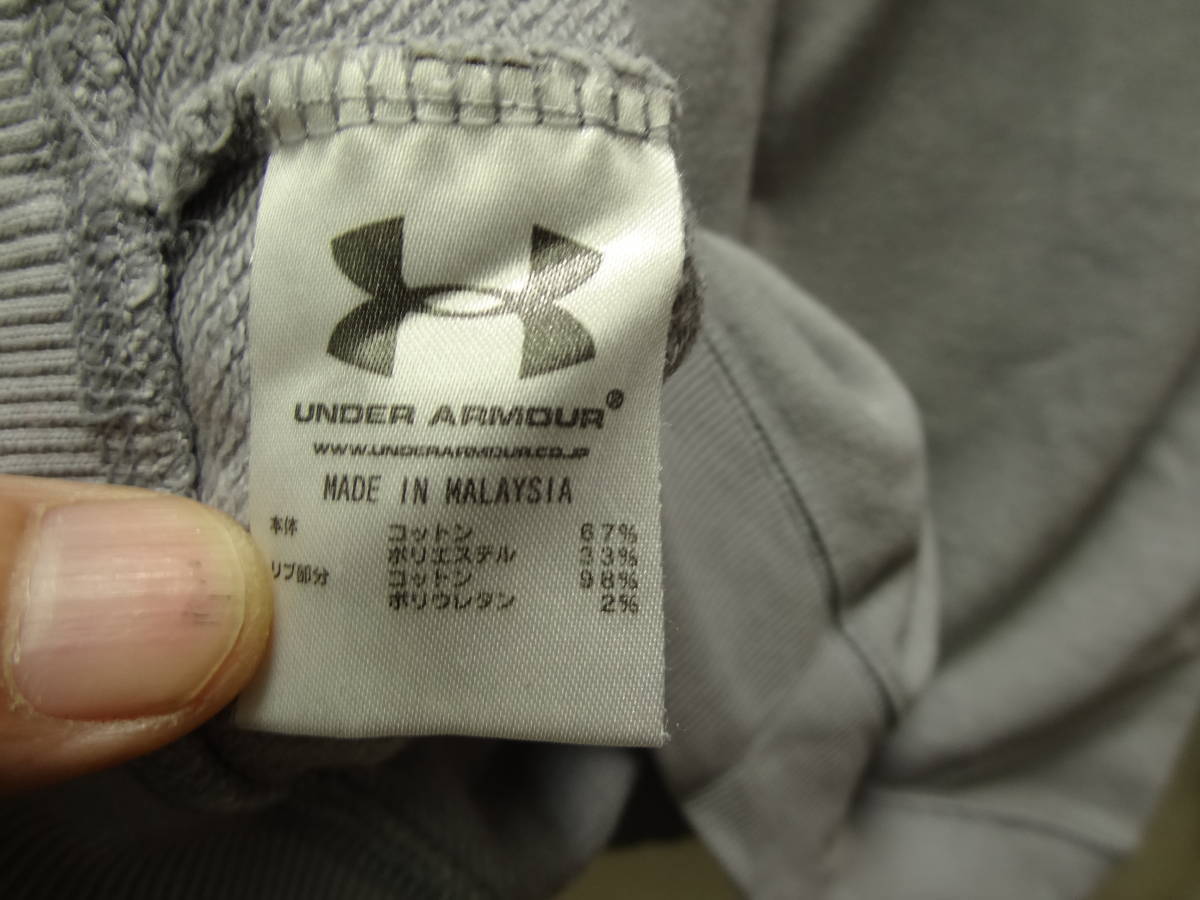 UNDER ARMOUR®
WWW.UNDERARMOUR.CO.JP
MADE IN MALAYSIA
本体 コットン 67%
ポリエステル 33%
リブ部分 コットン 98%
ポリウレタン 2%